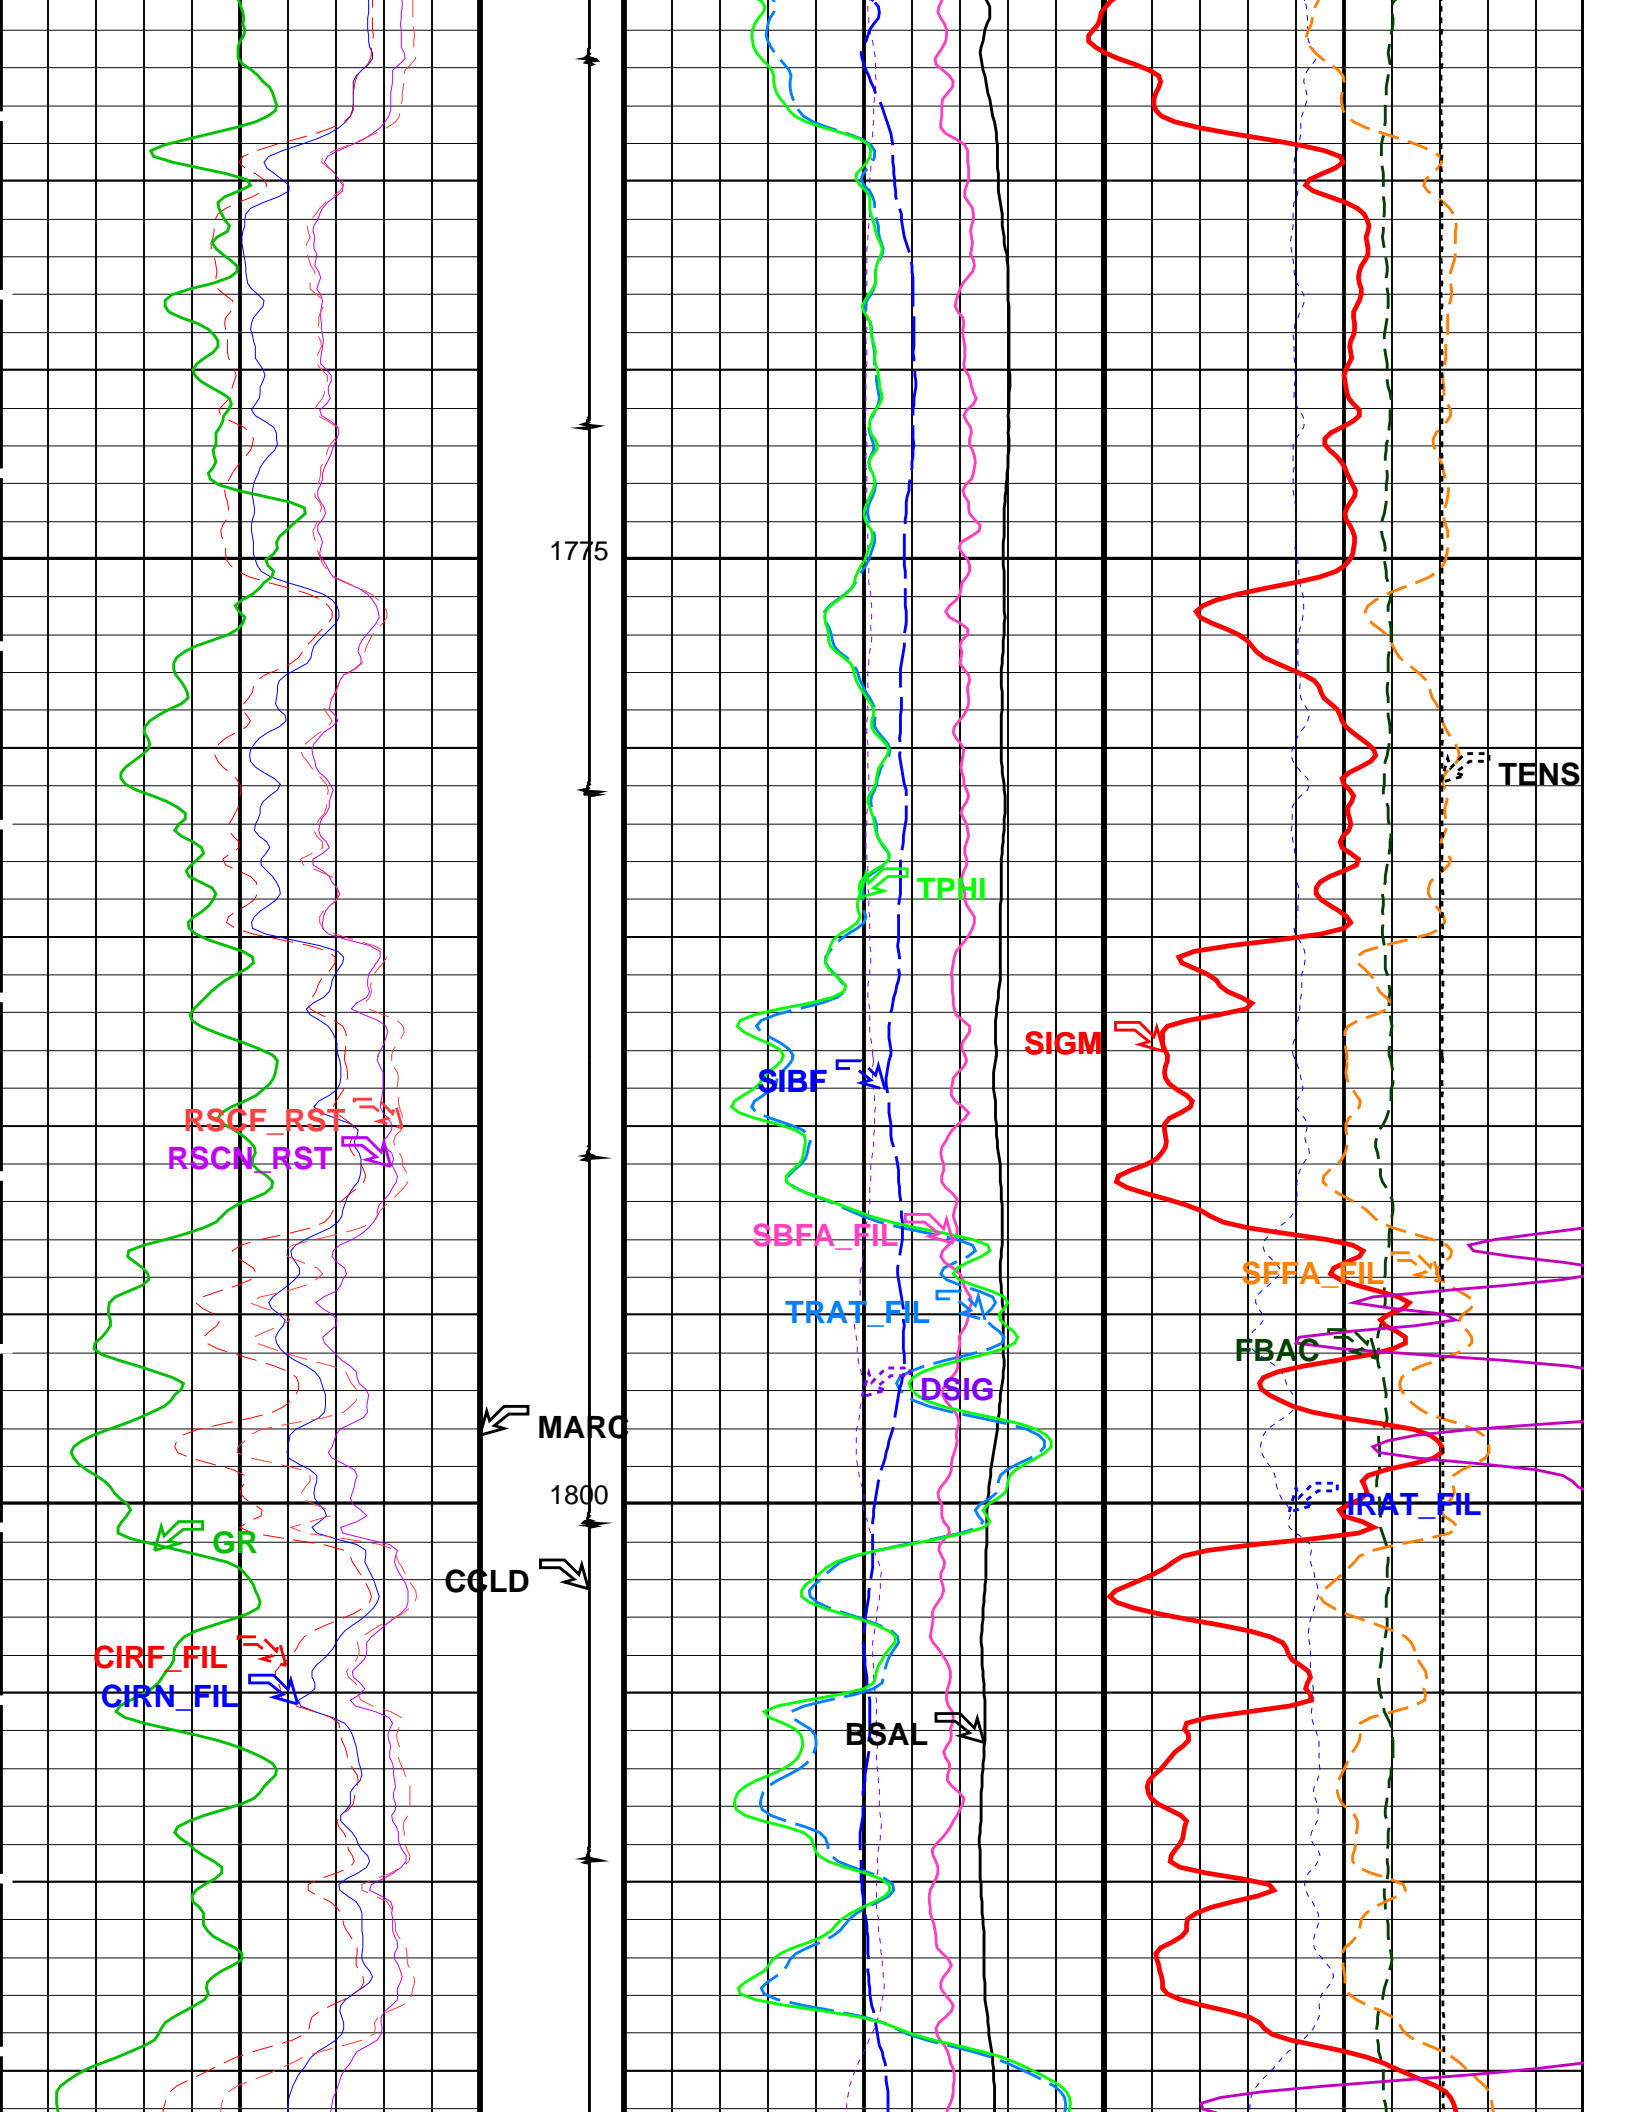 1775
TENS
TPHI
SIGM
SIBF
RSCF_RST
RSCN_RST
SBFA_FIL
SFFA_FIL
TRAT_FIL
FBAC
DSIG
MARC
1800
IRAT_FIL
GR
CCLD
CIRF_FIL
CIRN_FIL
BSAL